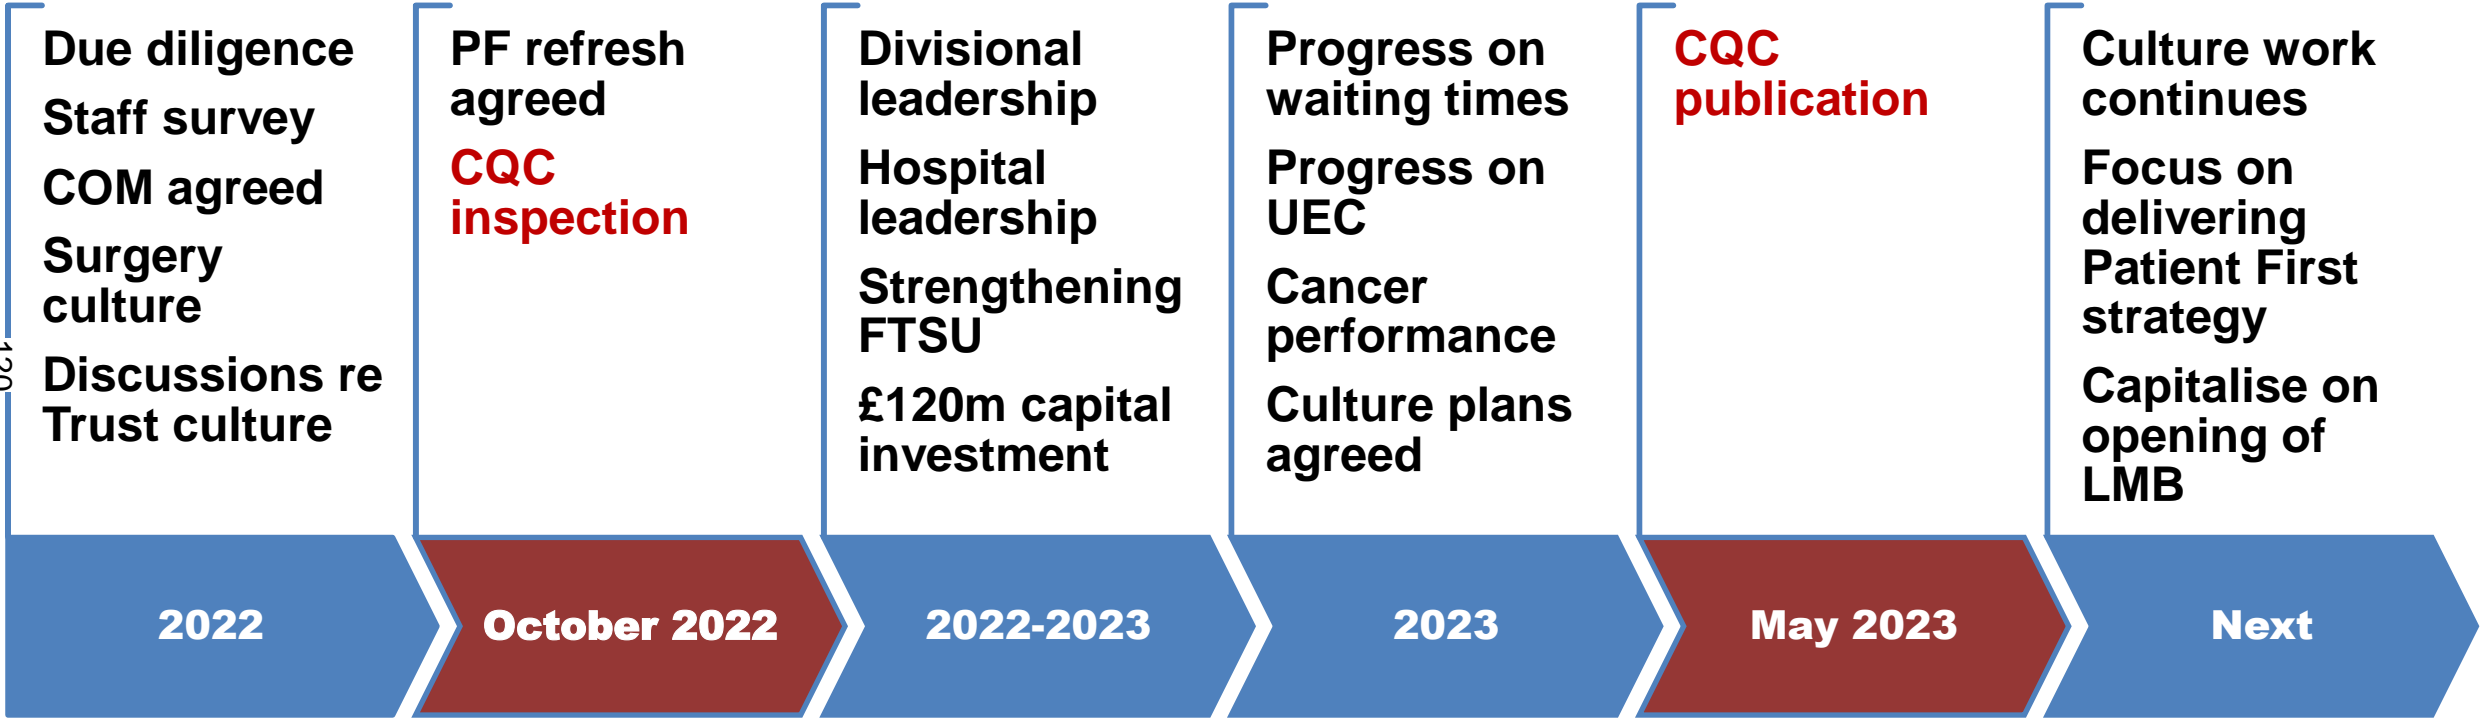 Due diligence
Staff survey
COM agreed
Surgery
culture
Discussions re
Trust culture
2022
PF refresh
agreed
CQC
inspection
October 2022
Divisional
leadership
Hospital
leadership
Strengthening
FTSU
£120m capital
investment
2022-2023
Progress on
waiting times
Progress on
UEC
Cancer
performance
Culture plans
agreed
2023
CQC
publication
May 2023
Culture work
continues
Focus on
delivering
Patient First
strategy
Capitalise on
opening of
LMB
Next